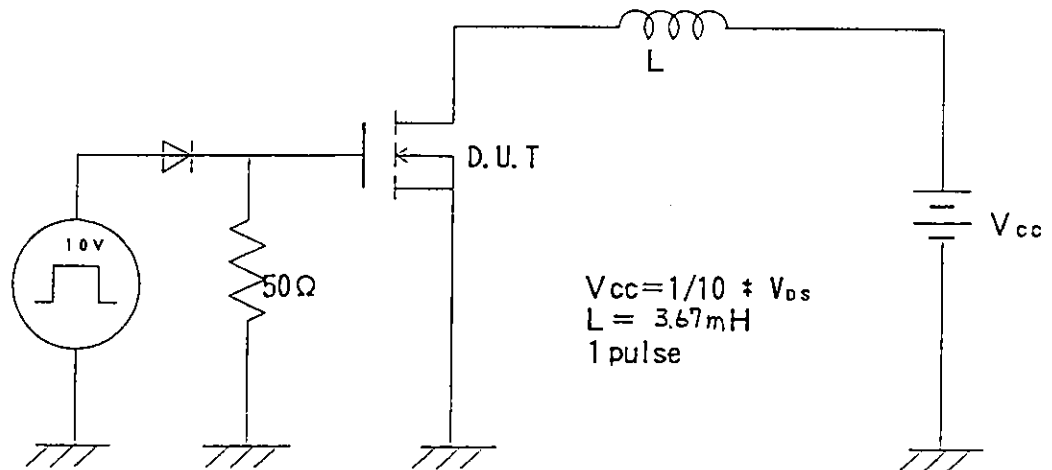 L
D.U.T
10V
50Ω
Vcc
Vcc=1/10 * VDS
L= 3.67mH
1 pulse